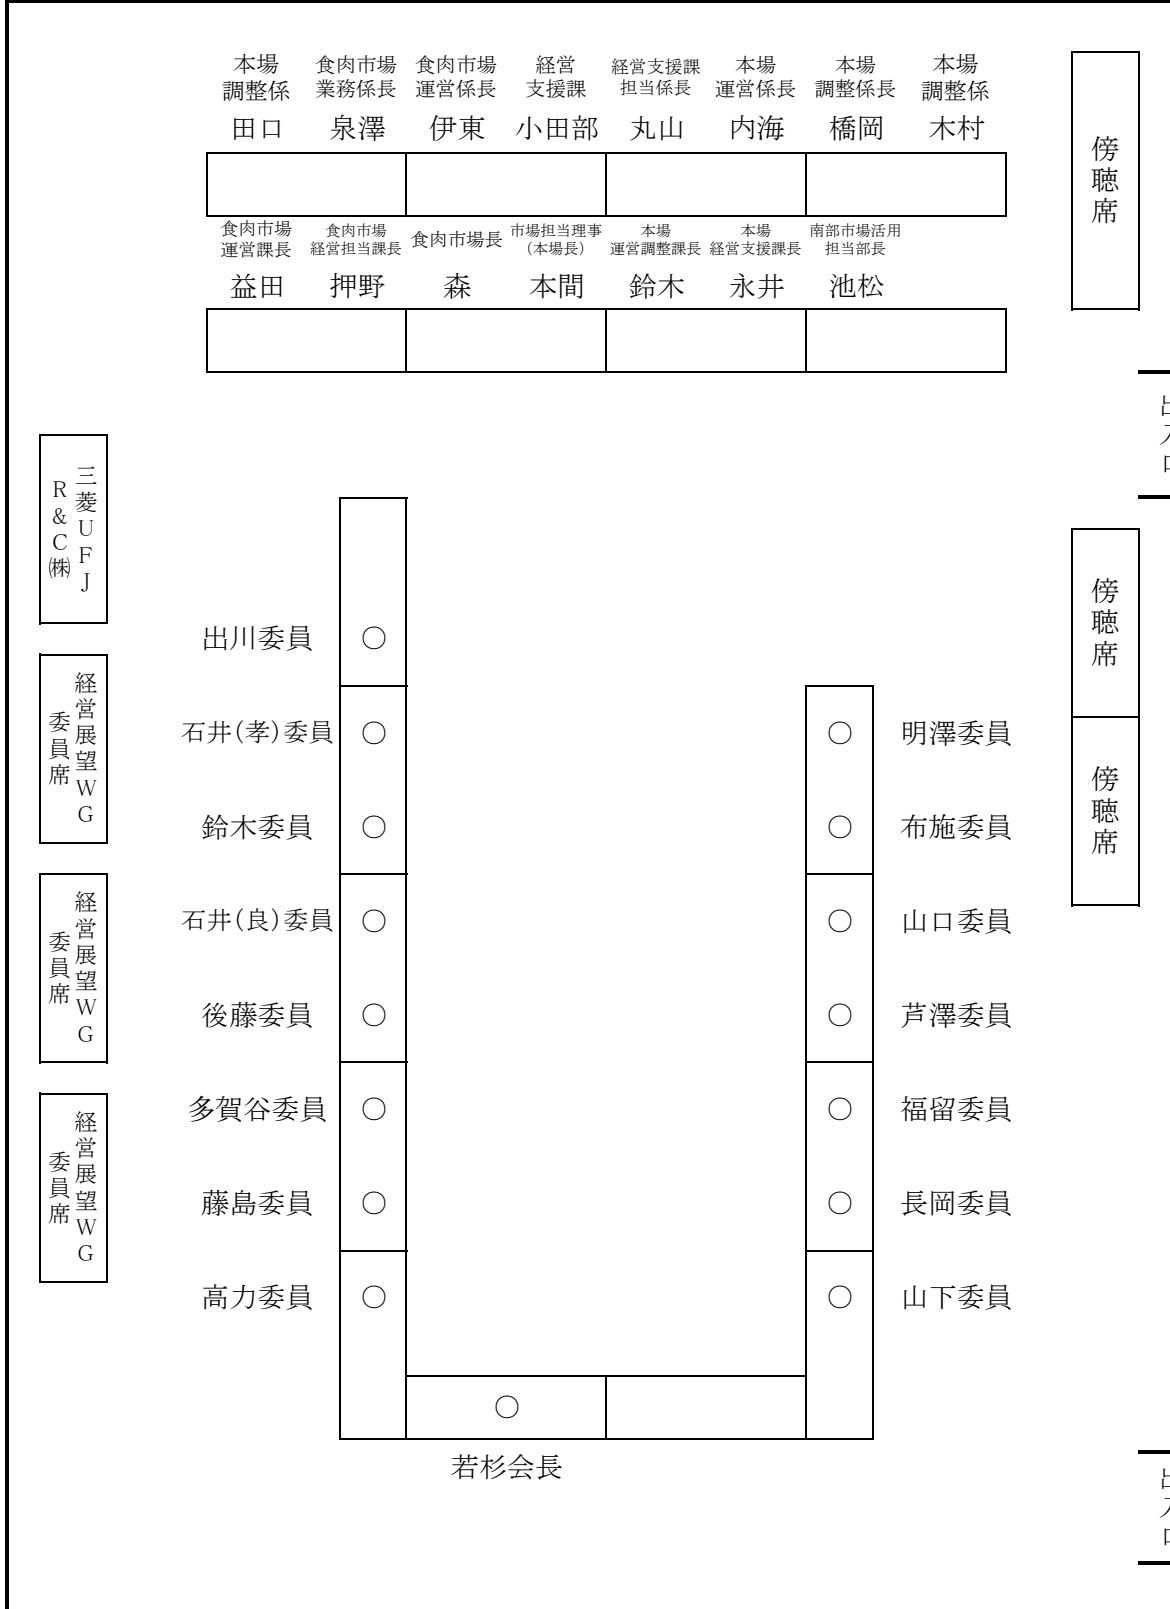 本場 食肉市場 食肉市場 経営 経営支援課 本場 本場 本場
調整係 業務係長 運営係長 支援課 担当係長 運営係長 調整係長 調整係
田口 泉澤 伊東 小田部 丸山 内海 橋岡 木村
傍聴席
食肉市場 食肉市場 食肉市場長 市場担当理事 本場 本場 南部市場活用
運営課長 経営担当課長 (本場長) 運営調整課長 経営支援課長 担当部長
益田 押野 森 本間 鈴木 永井 池松
出入口
三菱UFJ
R&C㈱
傍聴席
出川委員 ○
経営展望WG
委員席
石井(孝)委員 ○ ○ 明澤委員
傍聴席
鈴木委員 ○ ○ 布施委員
経営展望WG
委員席
石井(良)委員 ○ ○ 山口委員
後藤委員 ○ ○ 芦澤委員
経営展望WG
委員席
多賀谷委員 ○ ○ 福留委員
藤島委員 ○ ○ 長岡委員
高力委員 ○ ○ 山下委員
○
若杉会長
出入口